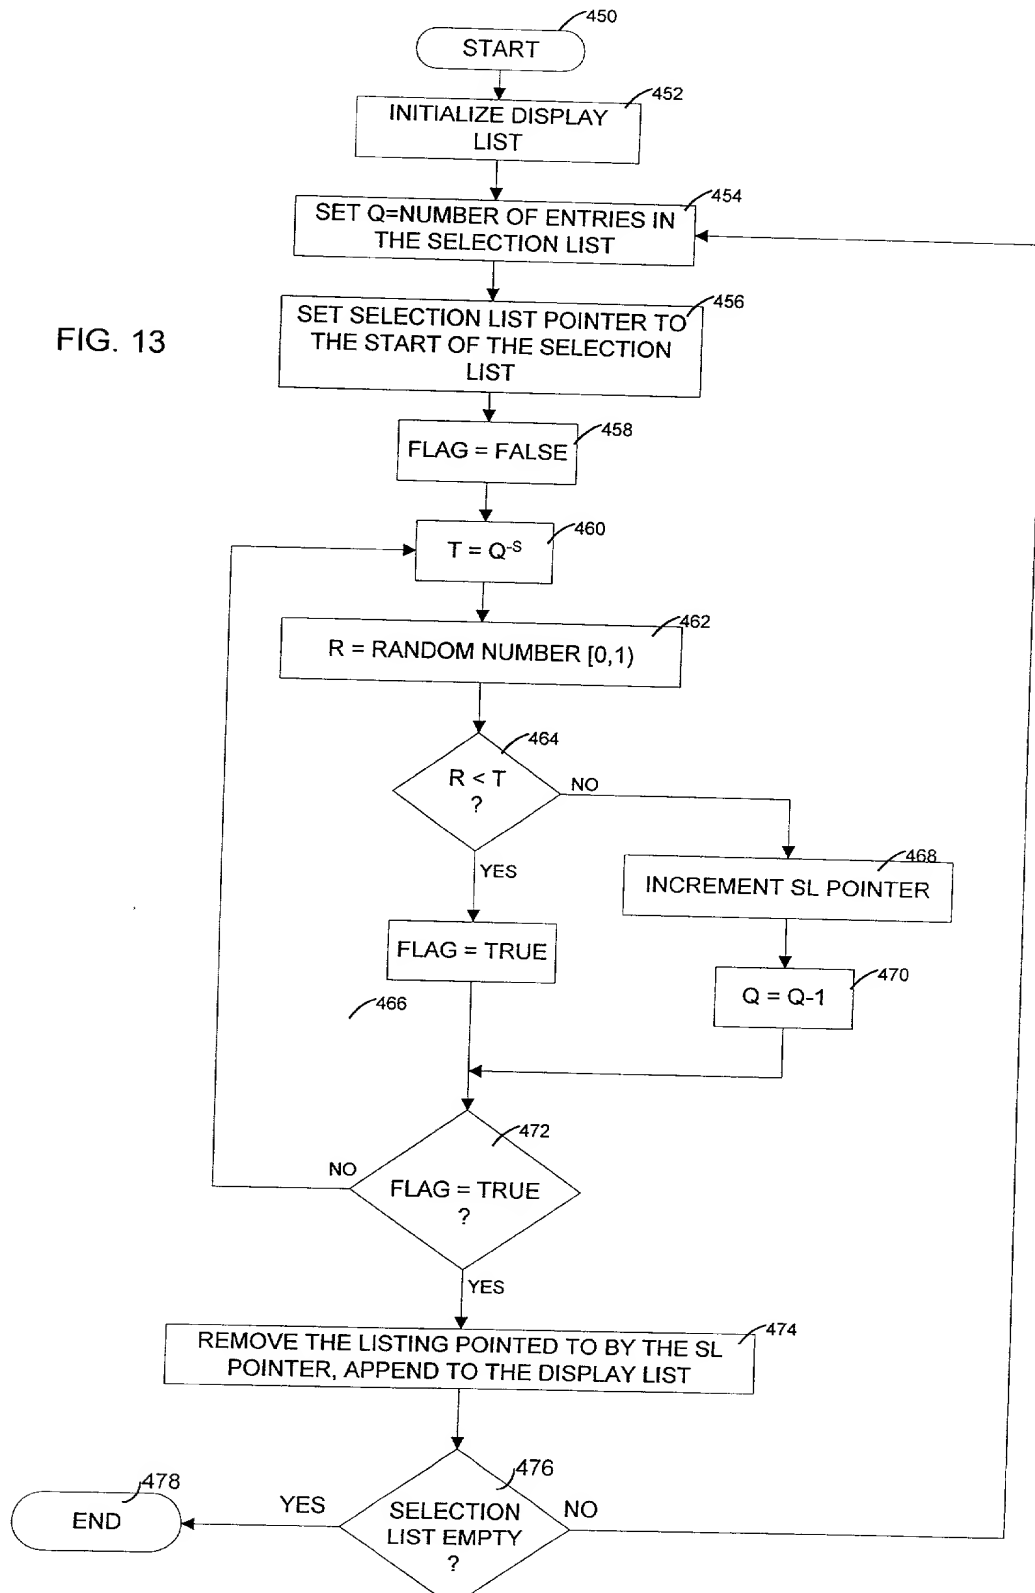 450
START
452
INITIALIZE DISPLAY
LIST
454
SET Q=NUMBER OF ENTRIES IN
THE SELECTION LIST
456
SET SELECTION LIST POINTER TO
THE START OF THE SELECTION
LIST
FIG. 13
458
FLAG = FALSE
460
T = Q-S
462
R = RANDOM NUMBER [0,1)
464
R < T
?
NO
YES
468
INCREMENT SL POINTER
FLAG = TRUE
466
470
Q = Q-1
472
NO
FLAG = TRUE
?
YES
474
REMOVE THE LISTING POINTED TO BY THE SL
POINTER, APPEND TO THE DISPLAY LIST
476
478
END
YES
SELECTION
LIST EMPTY
?
NO